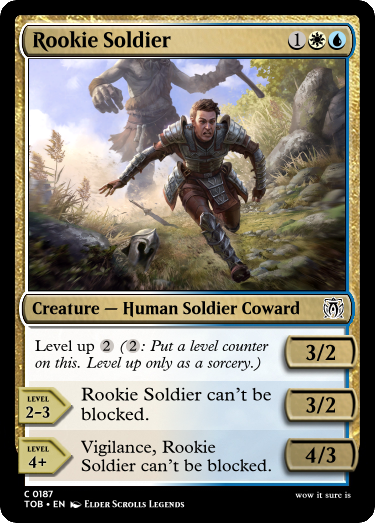 Rookie Soldier 1
Creature — Human Soldier Coward
Level up 2 (2: Put a level counter
on this. Level up only as a sorcery.)
3/2
LEVEL
2-3
Rookie Soldier can't be
blocked.
3/2
LEVEL
4+
Vigilance, Rookie
Soldier can't be blocked.
4/3
C 0187
TOB • EN Elder Scrolls Legends
wow it sure is